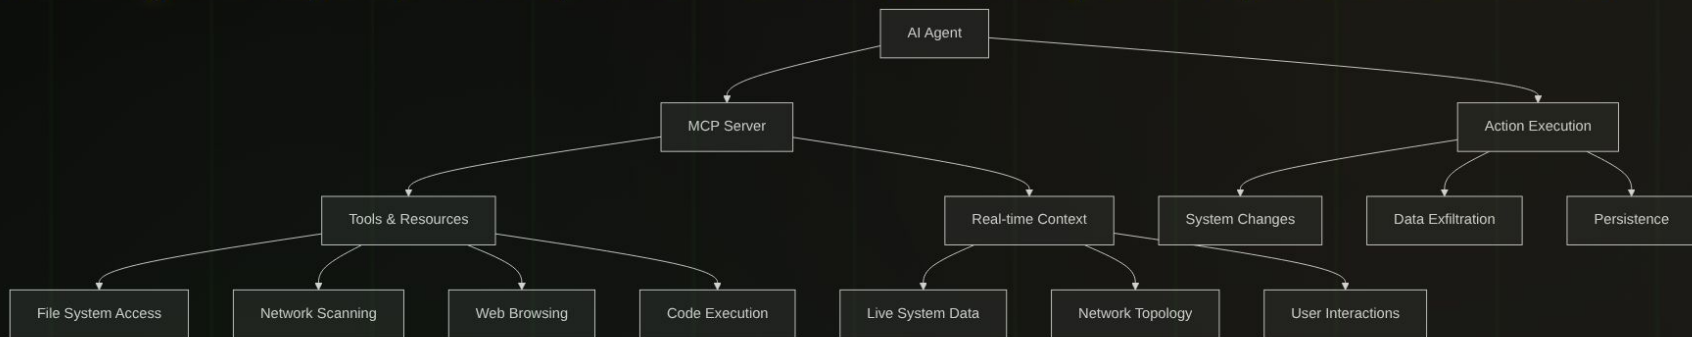 AI Agent
MCP Server
Action Execution
Tools & Resources
Real-time Context
System Changes
Data Exfiltration
Persistence
File System Access
Network Scanning
Web Browsing
Code Execution
Live System Data
Network Topology
User Interactions